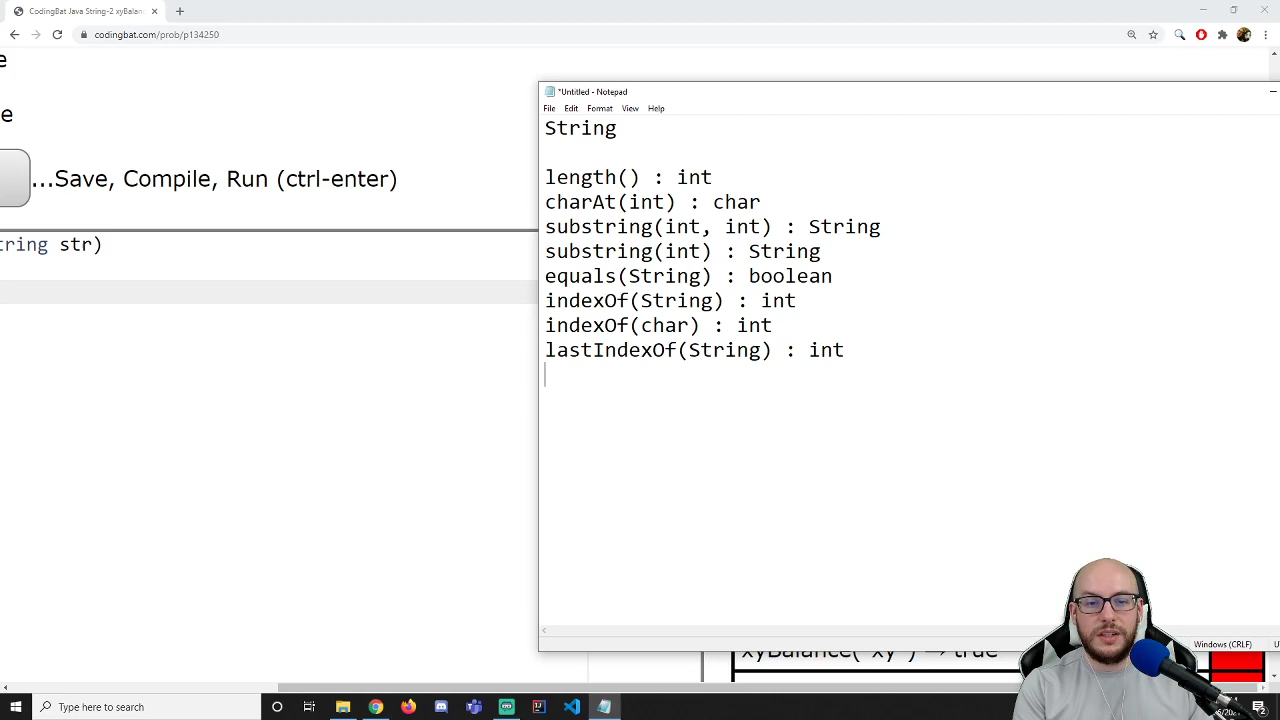 CodingBat Java String-2 xyBalan
codingbat.com/prob/p134250
e
e
...Save, Compile, Run (ctrl-enter)
tring str)
*Untitled - Notepad
File Edit Format View Help
String
length() : int
charAt(int) : char
substring(int, int) : String
substring(int) : String
equals(String) : boolean
indexOf(String) : int
indexOf(char) : int
lastIndexOf(String) : int
Windows (CRLF)
xyBalance("xy") → true
Type here to search